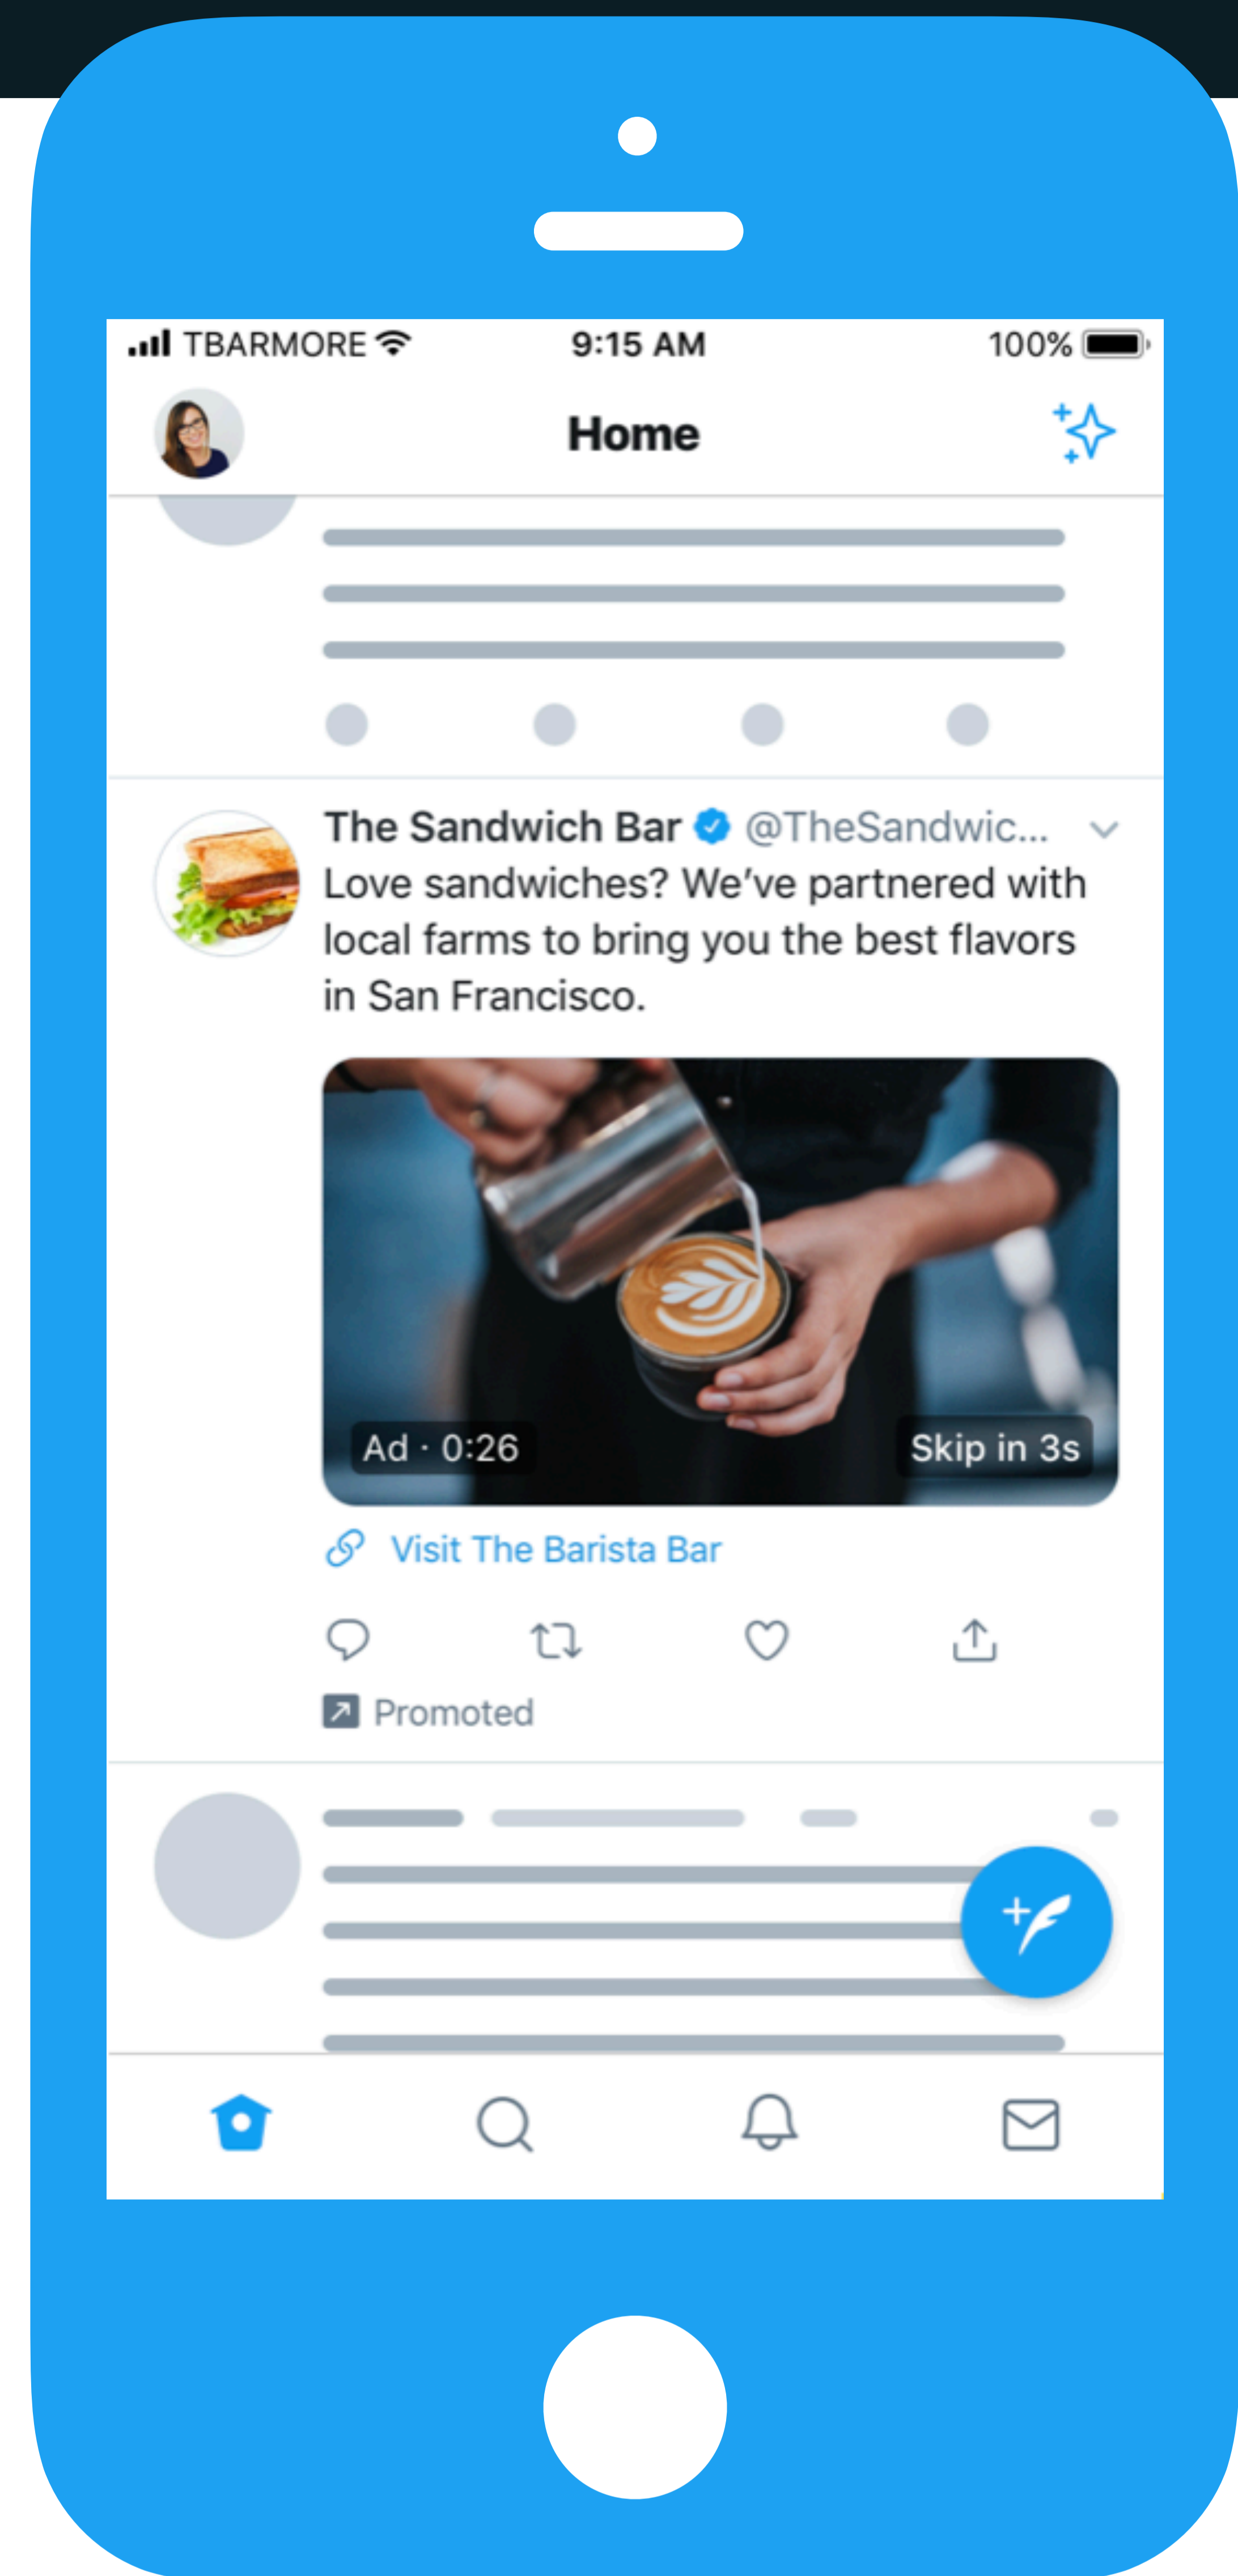 TBARMORE 9:15 AM 100%
Home
The Sandwich Bar @TheSandwic...
Love sandwiches? We’ve partnered with
local farms to bring you the best flavors
in San Francisco.
Ad · 0:26 Skip in 3s
Visit The Barista Bar
Promoted